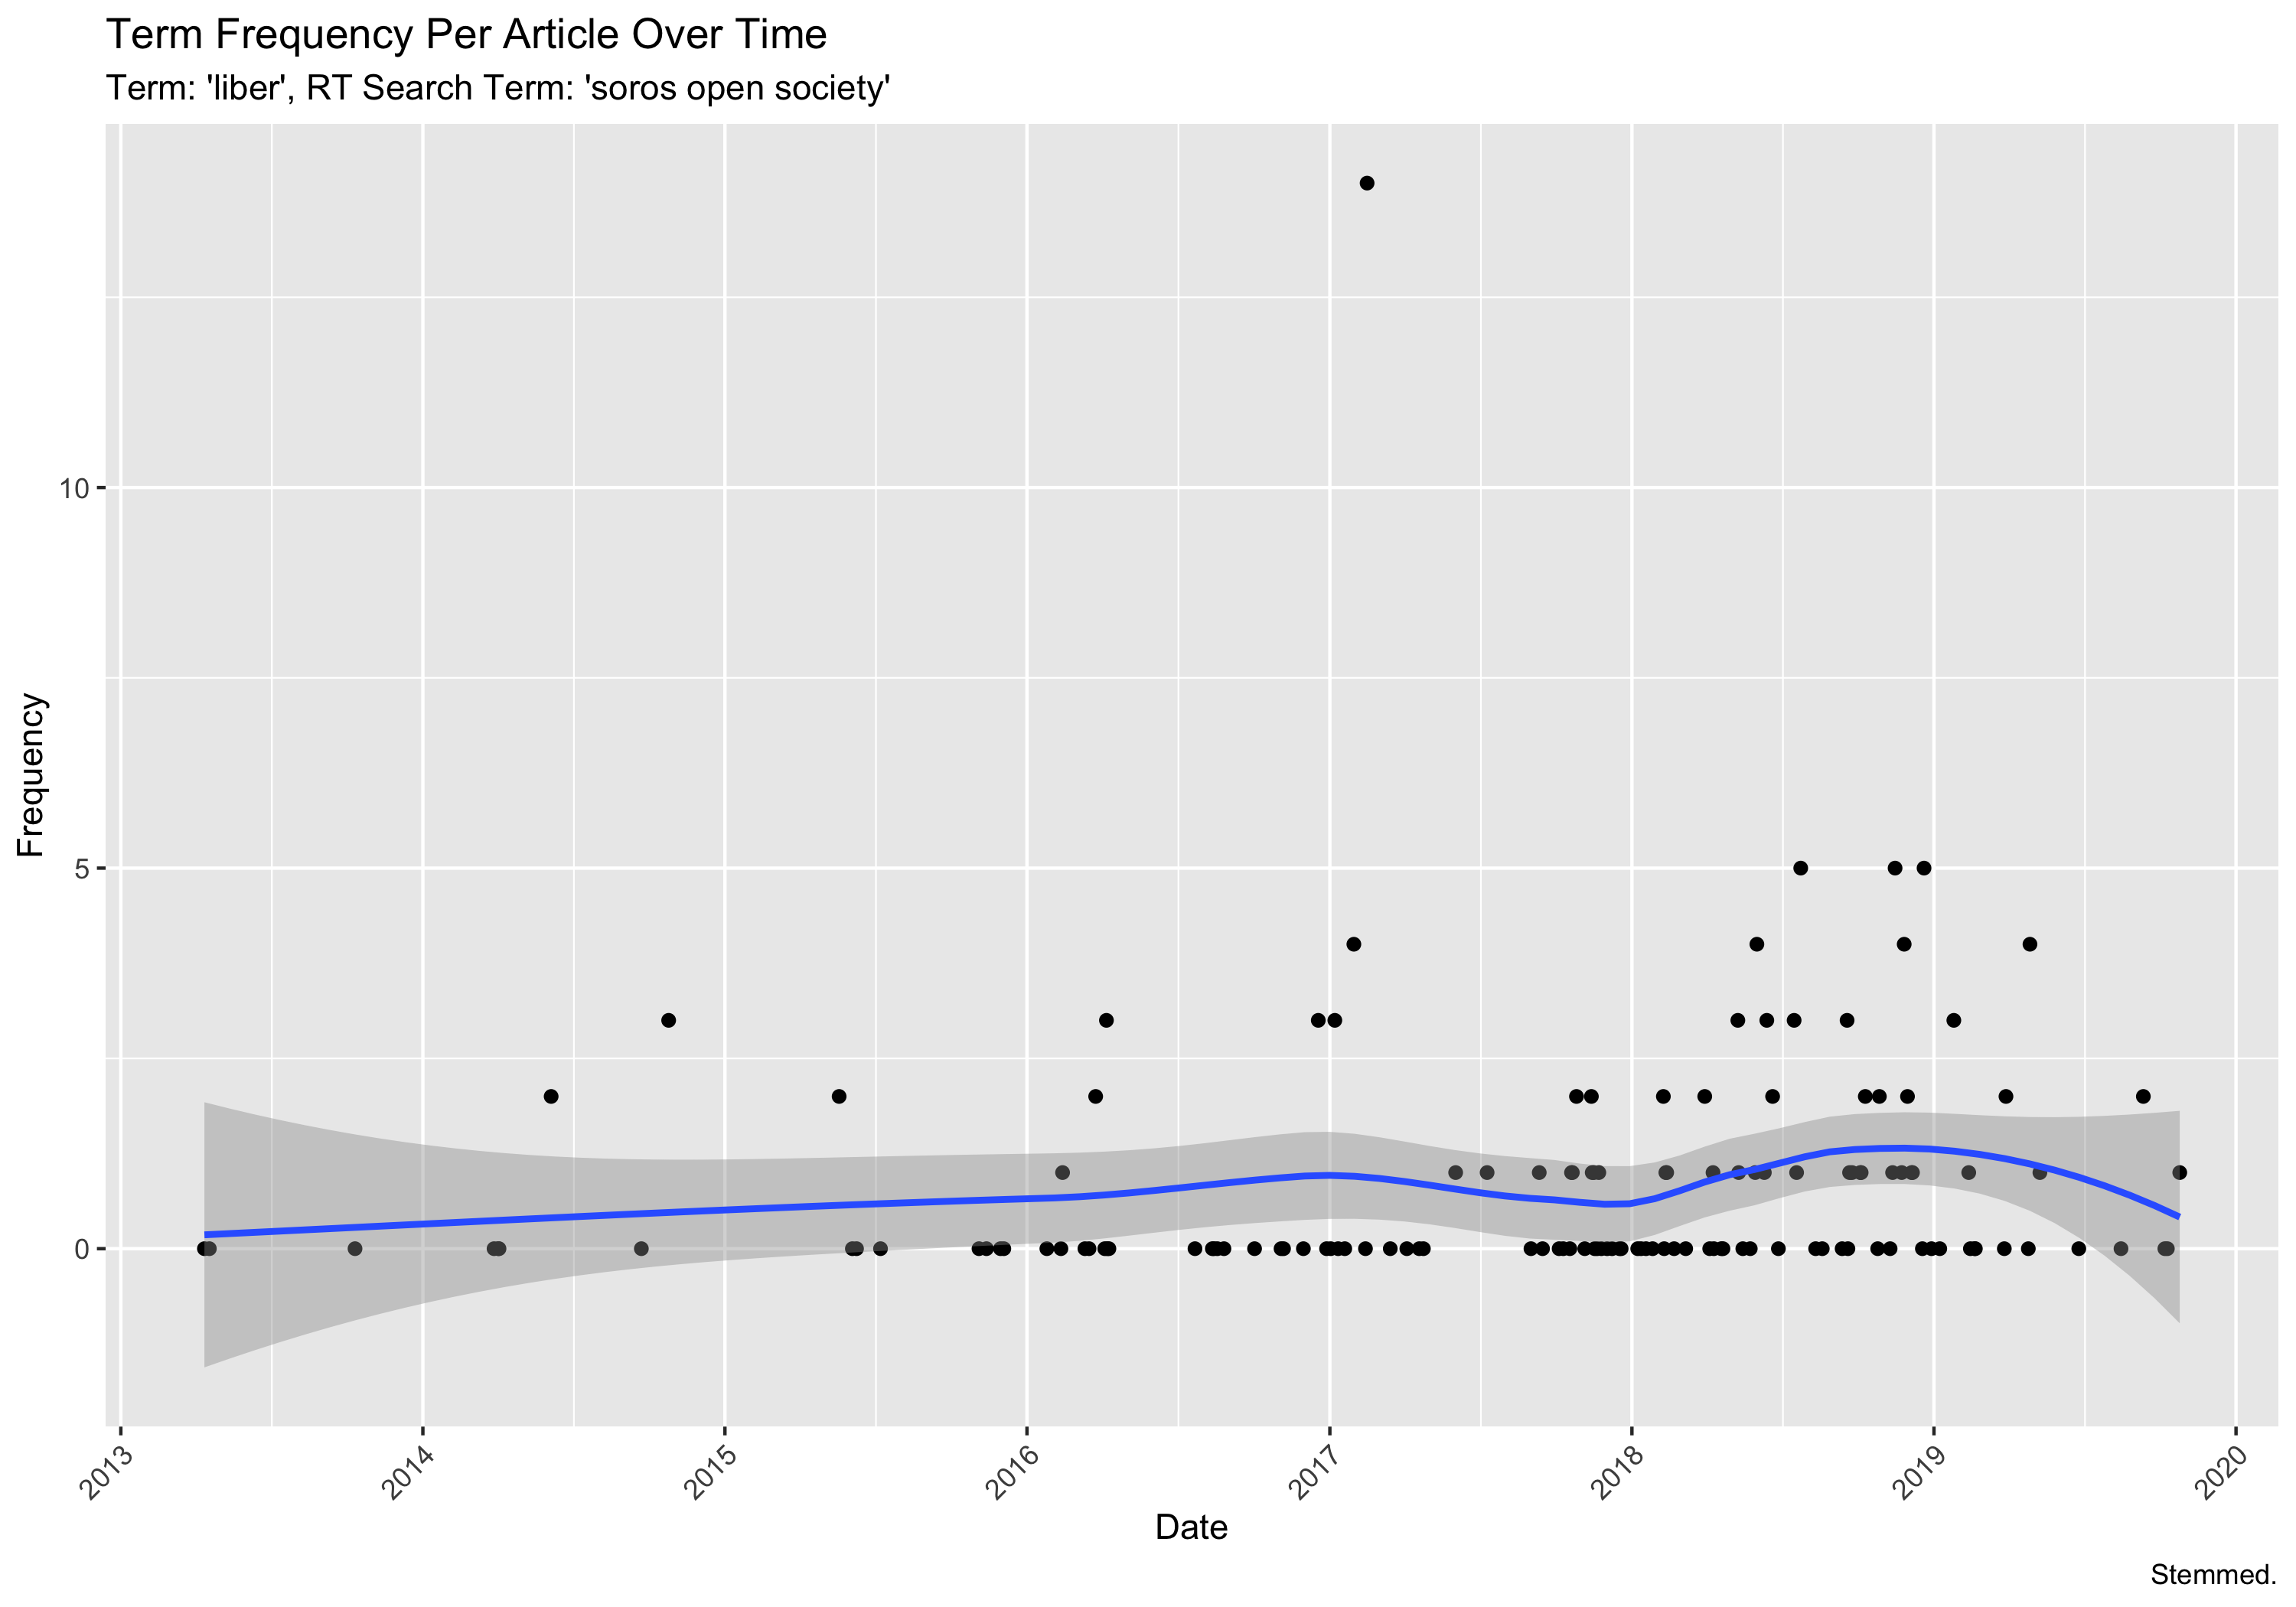 Term Frequency Per Article Over Time
Term: 'liber', RT Search Term: 'soros open society'
Frequency
10
5
0
2013
2014
2015
2016
2017
2018
2019
2020
Date
Stemmed.